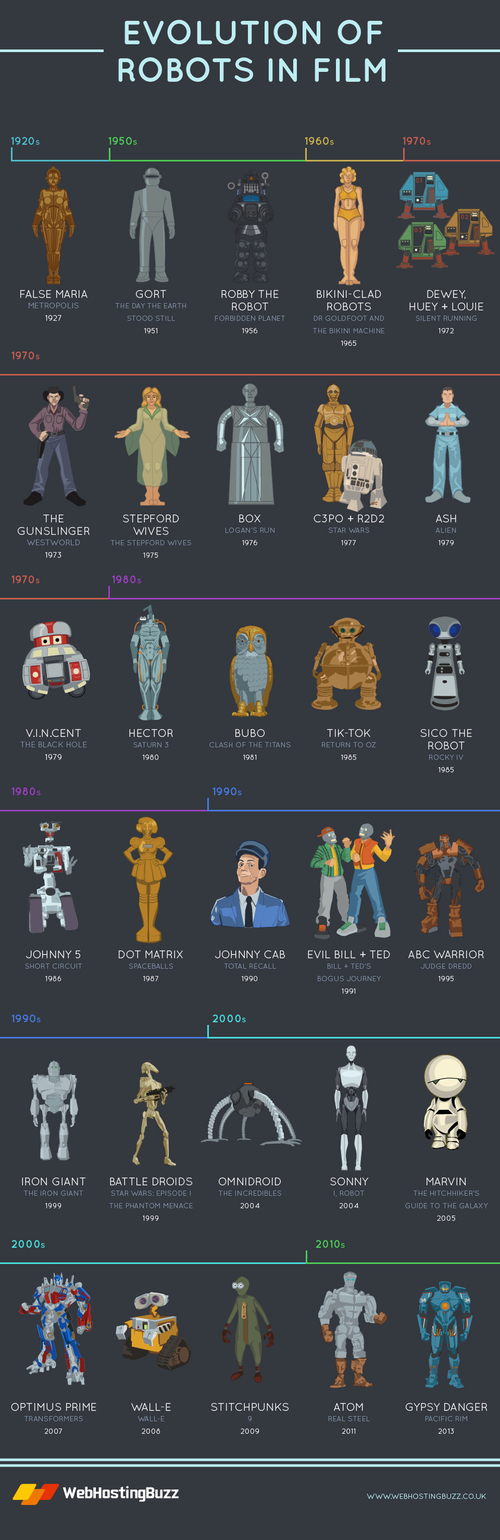 EVOLUTION OF
ROBOTS IN FILM
1920s
1950s
1960s
1970s
FALSE MARIA
METROPOLIS
1927
GORT
THE DAY THE EARTH
STOOD STILL
1951
ROBBY THE
ROBOT
FORBIDDEN PLANET
1956
BIKINI-CLAD
ROBOTS
DR GOLDFOOT AND
THE BIKINI MACHINE
1965
DEWEY,
HUEY + LOUIE
SILENT RUNNING
1972
1970s
THE
GUNSLINGER
WESTWORLD
1973
STEPFORD
WIVES
THE STEPFORD WIVES
1975
BOX
LOGAN'S RUN
1976
C3PO + R2D2
STAR WARS
1977
ASH
ALIEN
1979
1970s
1980s
V.I.N.CENT
THE BLACK HOLE
1979
HECTOR
SATURN 3
1980
BUBO
CLASH OF THE TITANS
1981
TIK-TOK
RETURN TO OZ
1985
SICO THE
ROBOT
ROCKY IV
1985
1980s
1990s
JOHNNY 5
SHORT CIRCUIT
1986
DOT MATRIX
SPACEBALLS
1987
JOHNNY CAB
TOTAL RECALL
1990
EVIL BILL + TED
BILL + TED'S
BOGUS JOURNEY
1991
ABC WARRIOR
JUDGE DREDD
1995
1990s
2000s
IRON GIANT
THE IRON GIANT
1999
BATTLE DROIDS
STAR WARS: EPISODE I
THE PHANTOM MENACE
1999
OMNIDROID
THE INCREDIBLES
2004
SONNY
I, ROBOT
2004
MARVIN
THE HITCHHIKER'S
GUIDE TO THE GALAXY
2005
2000s
2010s
OPTIMUS PRIME
TRANSFORMERS
2007
WALL-E
WALL-E
2008
STITCHPUNKS
9
2009
ATOM
REAL STEEL
2011
GYPSY DANGER
PACIFIC RIM
2013
WebHostingBuzz
WWW.WEBHOSTINGBUZZ.CO.UK